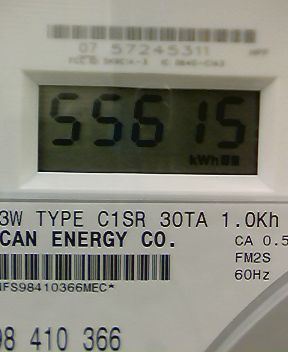 07 57245311
55615
kWh
3W TYPE C1SR 30TA 1.0Kh
CAN ENERGY CO.
CA 0.5
FM2S
60Hz
NFS98410366MEC*
98 410 366